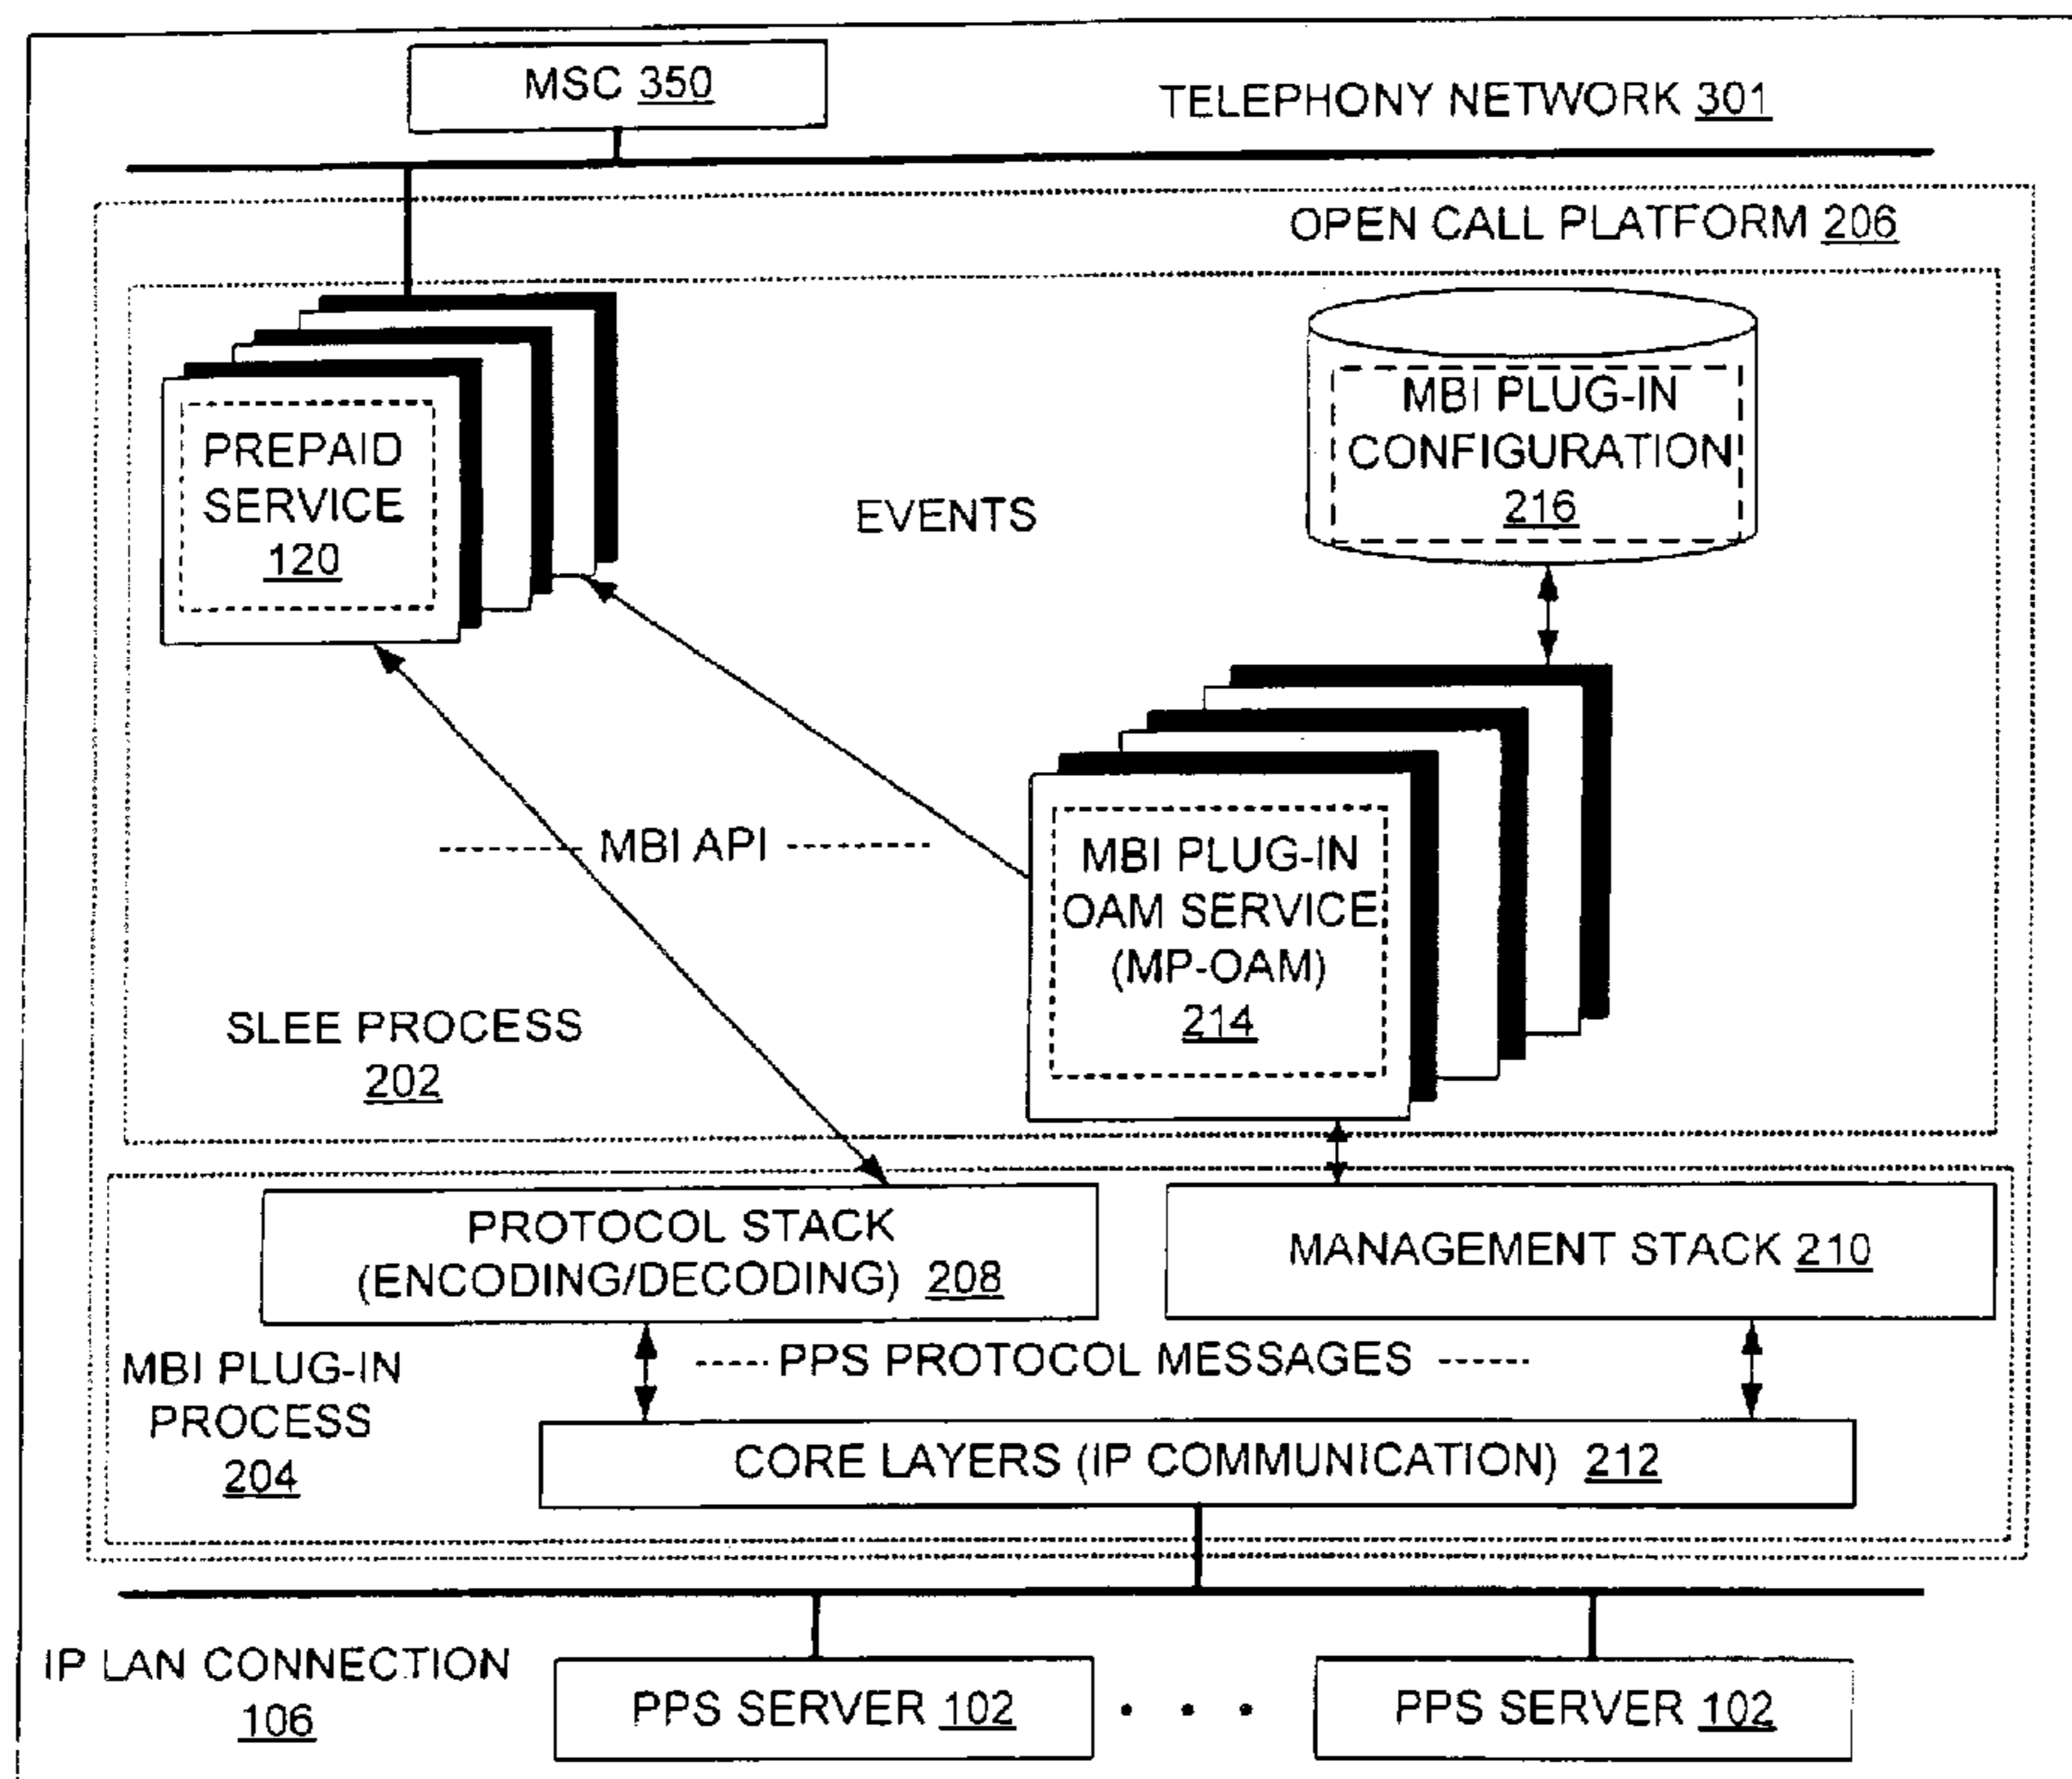 MSC 350
TELEPHONY NETWORK 301
OPEN CALL PLATFORM 206
PREPAID
SERVICE
120
EVENTS
MBI PLUG-IN
CONFIGURATION
216
MBI API
MBI PLUG-IN
OAM SERVICE
(MP-OAM)
214
SLEE PROCESS
202
PROTOCOL STACK
(ENCODING/DECODING) 208
MANAGEMENT STACK 210
MBI PLUG-IN
PROCESS
204
PPS PROTOCOL MESSAGES
CORE LAYERS (IP COMMUNICATION) 212
IP LAN CONNECTION
106
PPS SERVER 102
PPS SERVER 102